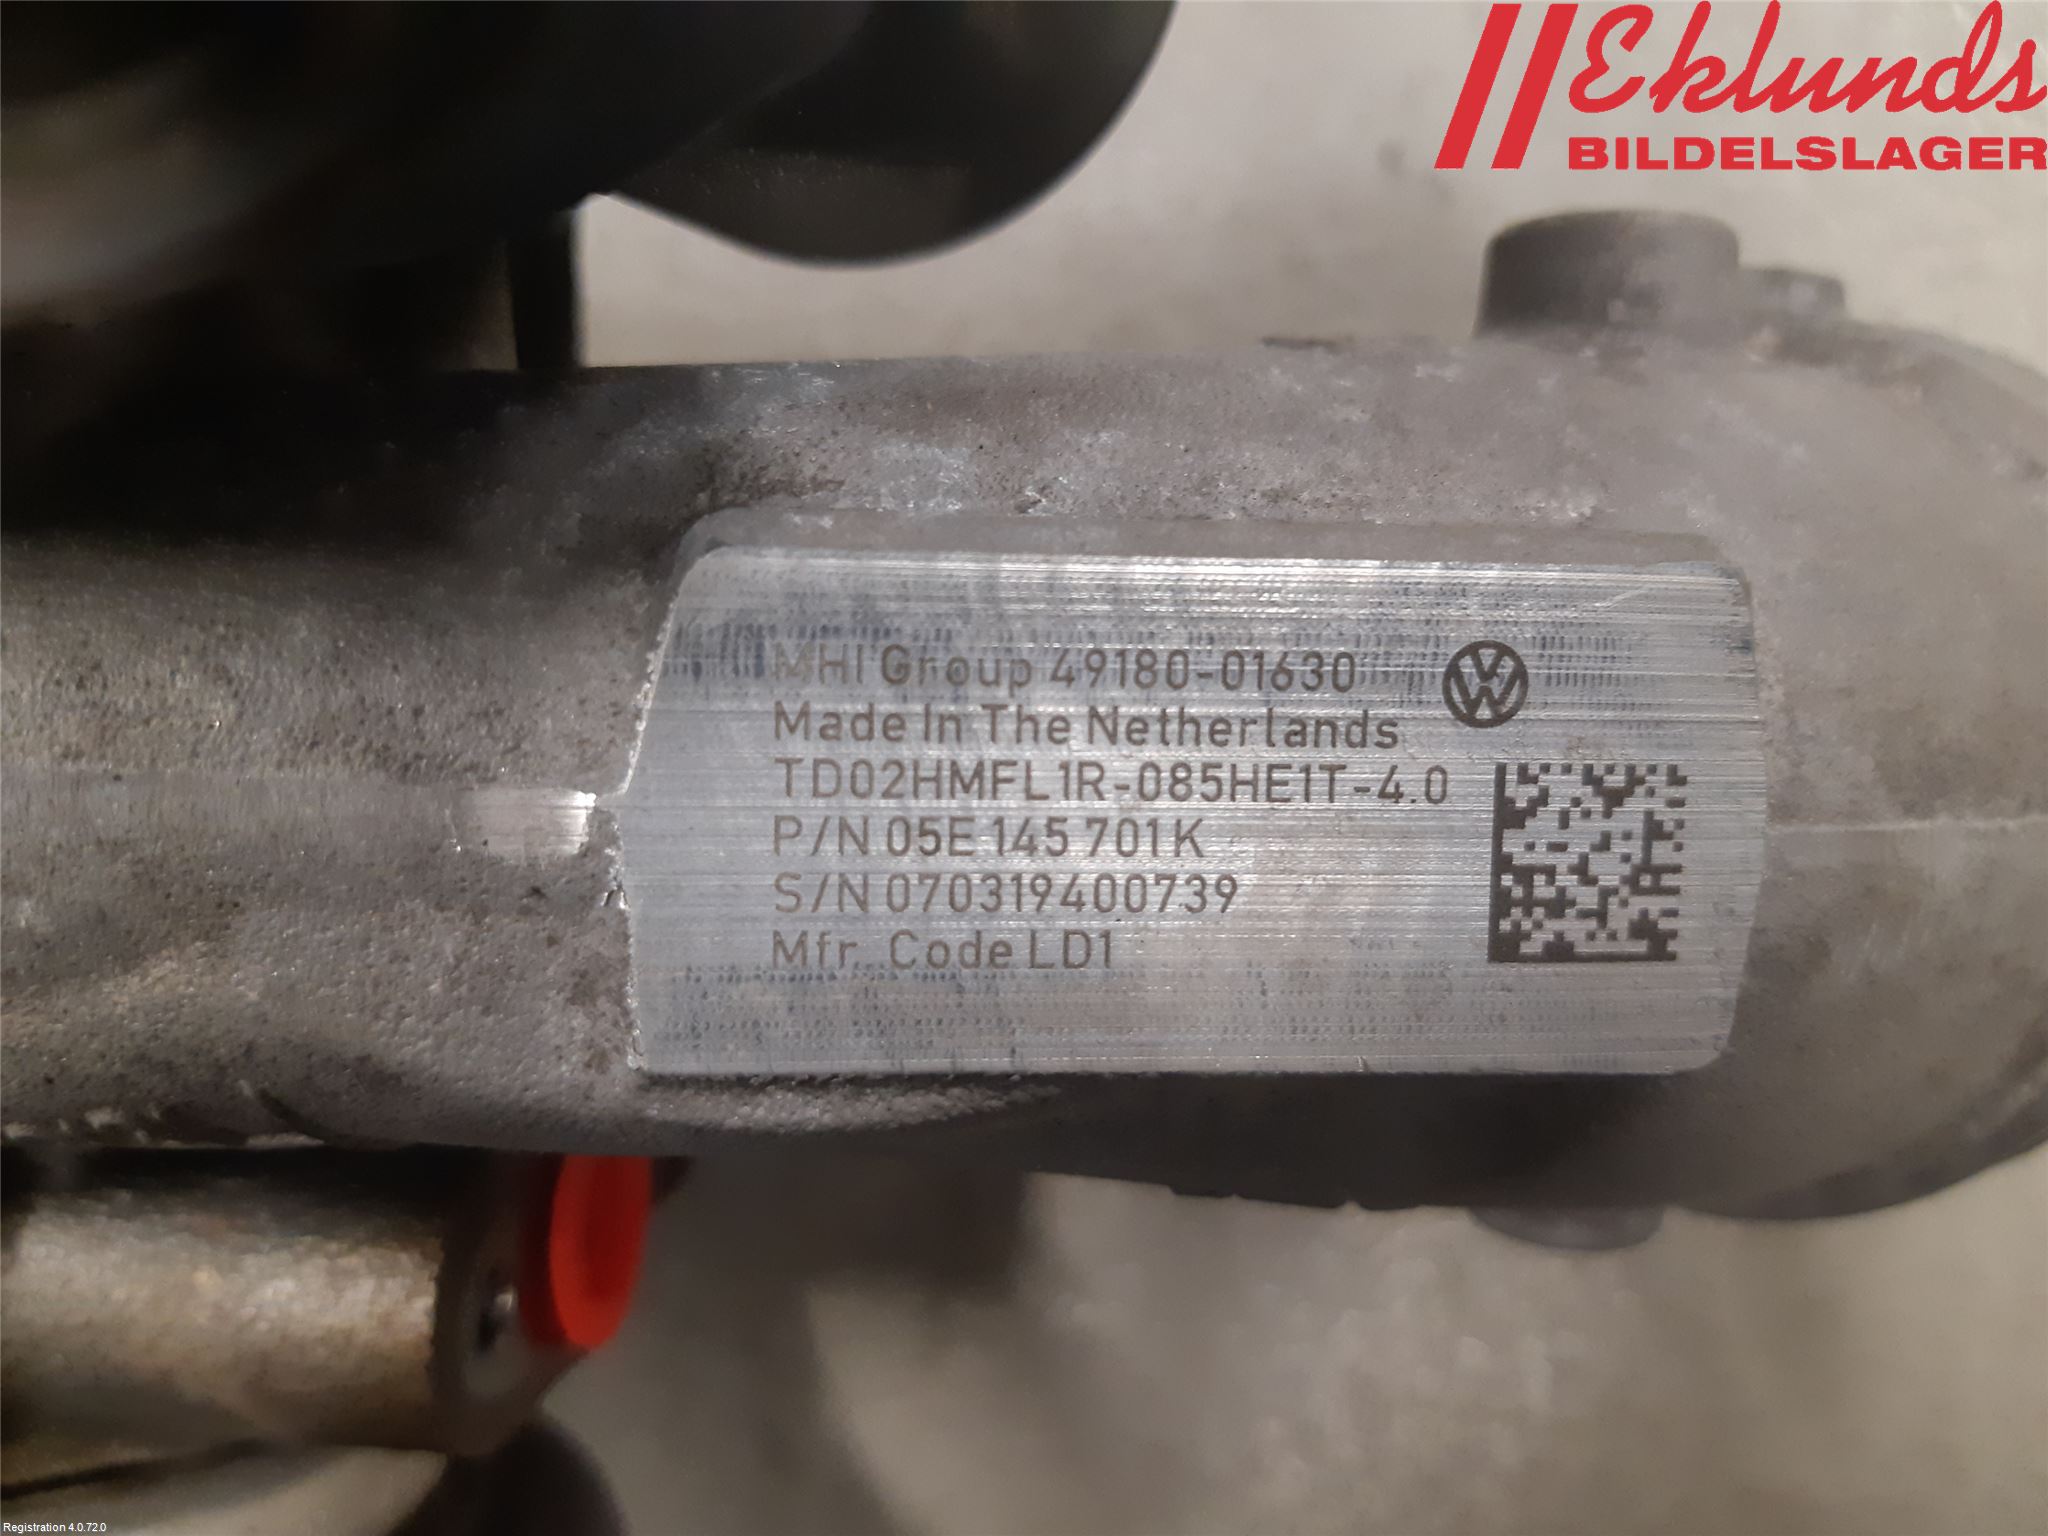 Eklunds
BILDELSLAGER
MHI Group 49180-01630
Made In The Netherlands
TD02HMFL1R-085HE1T-4.0
P/N 05E 145 701 K
S/N 070319400739
Mfr. Code LD1
Registration 4.0.72.0